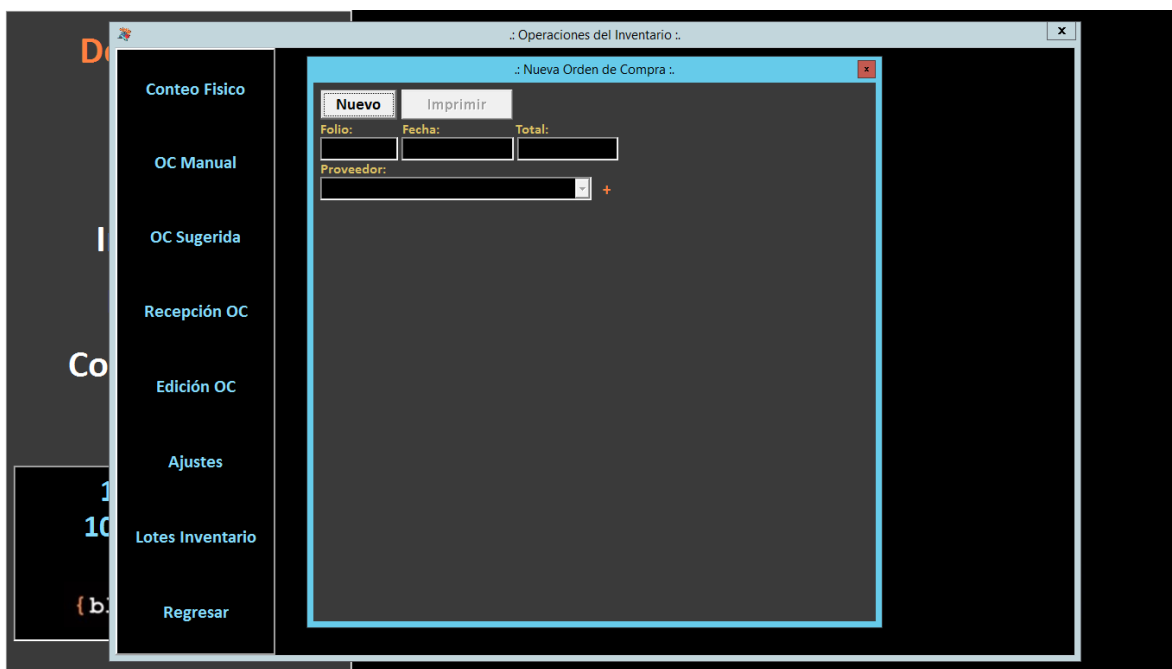 .: Operaciones del Inventario :.
x
Conteo Fisico
OC Manual
OC Sugerida
Recepción OC
Edición OC
Ajustes
Lotes Inventario
Regresar
.: Nueva Orden de Compra :.
x
Nuevo Imprimir
Folio: Fecha: Total:
Proveedor:
+